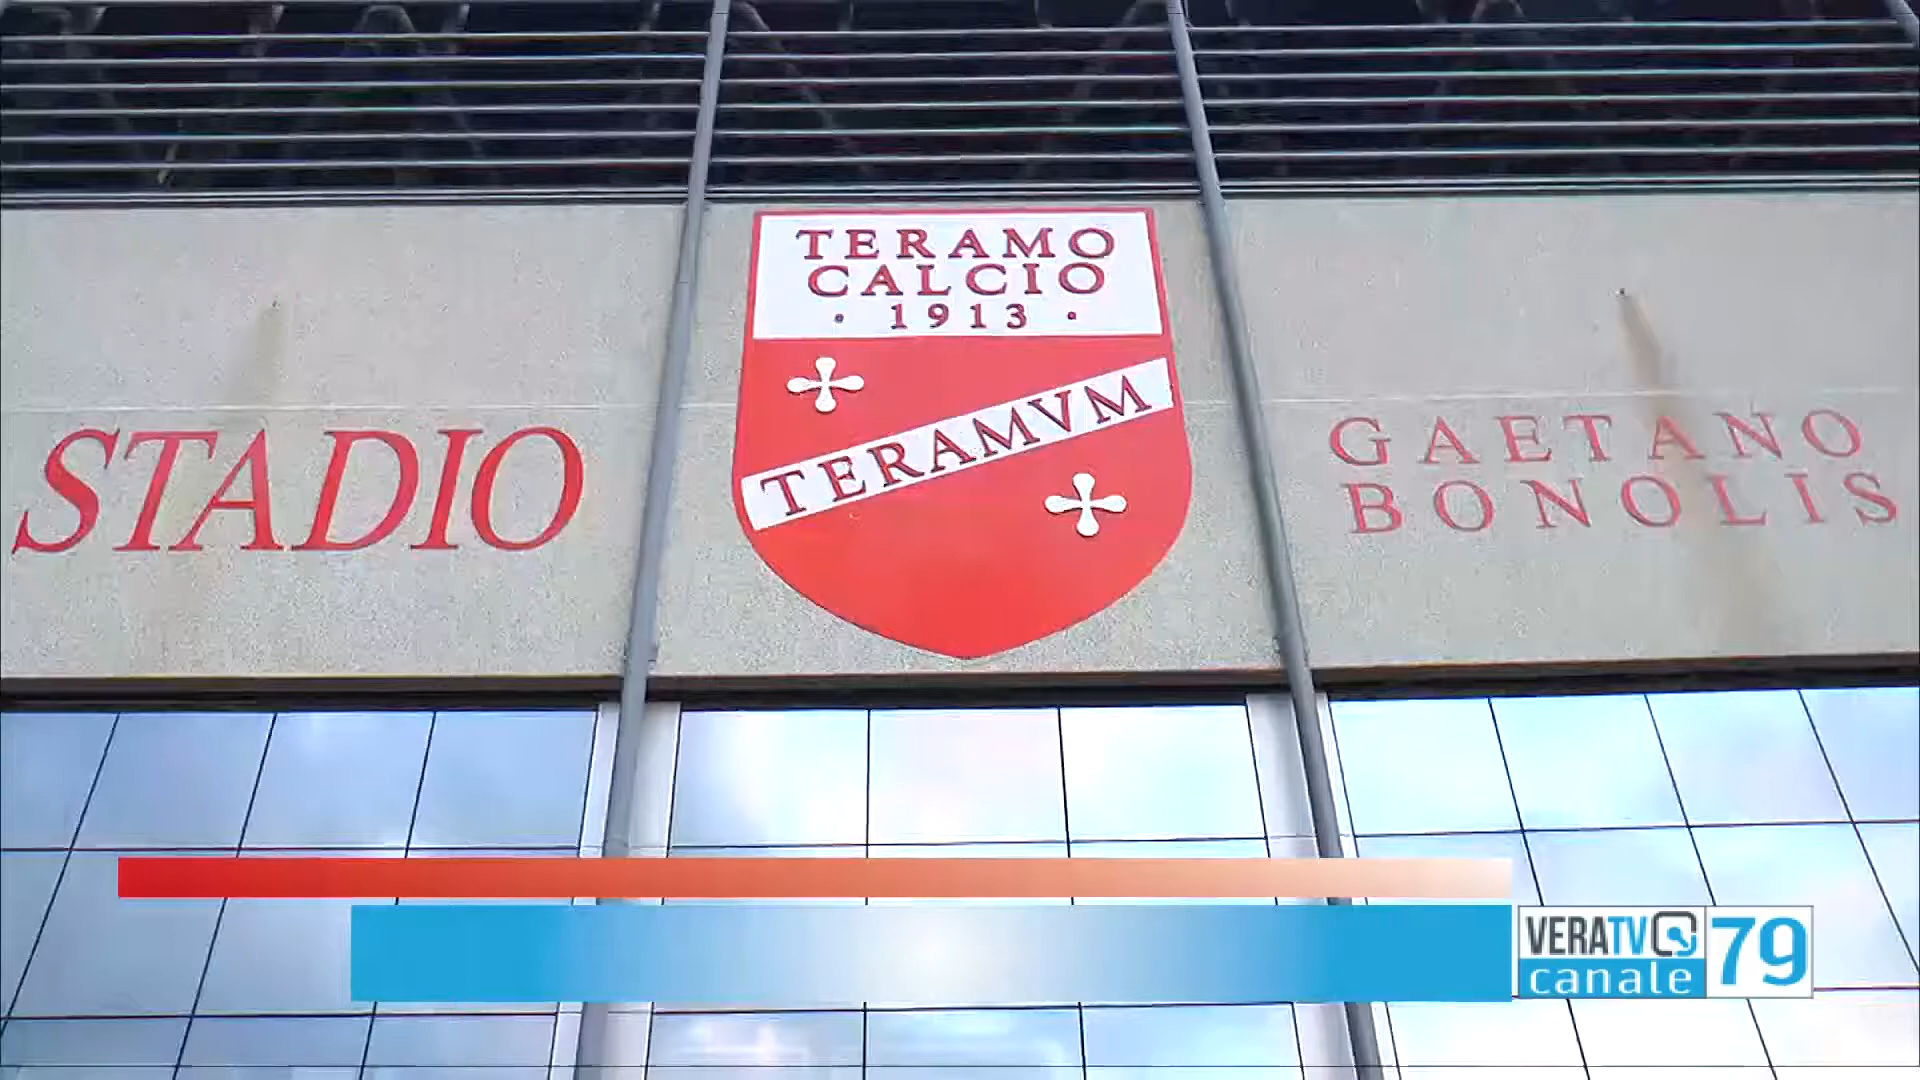 STADIO
TERAMO
CALCIO
· 1913 ·
TERAMVM
GAETANO
BONOLIS
VERATV
canale
79